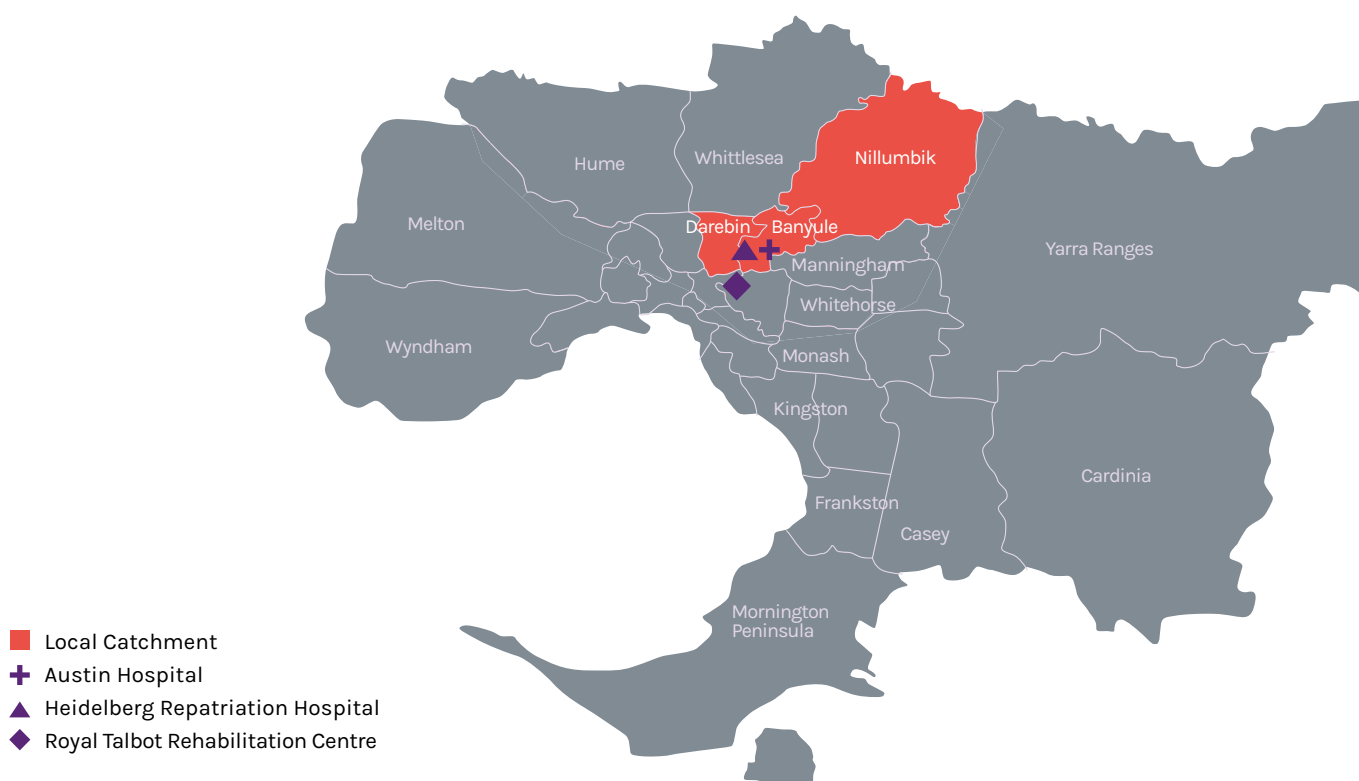 Hume
Whittlesea
Nillumbik
Melton
Darebin
Banyule
Yarra Ranges
Manningham
Whitehorse
Wyndham
Monash
Kingston
Cardinia
Frankston
Casey
Mornington
Peninsula
Local Catchment
Austin Hospital
Heidelberg Repatriation Hospital
Royal Talbot Rehabilitation Centre